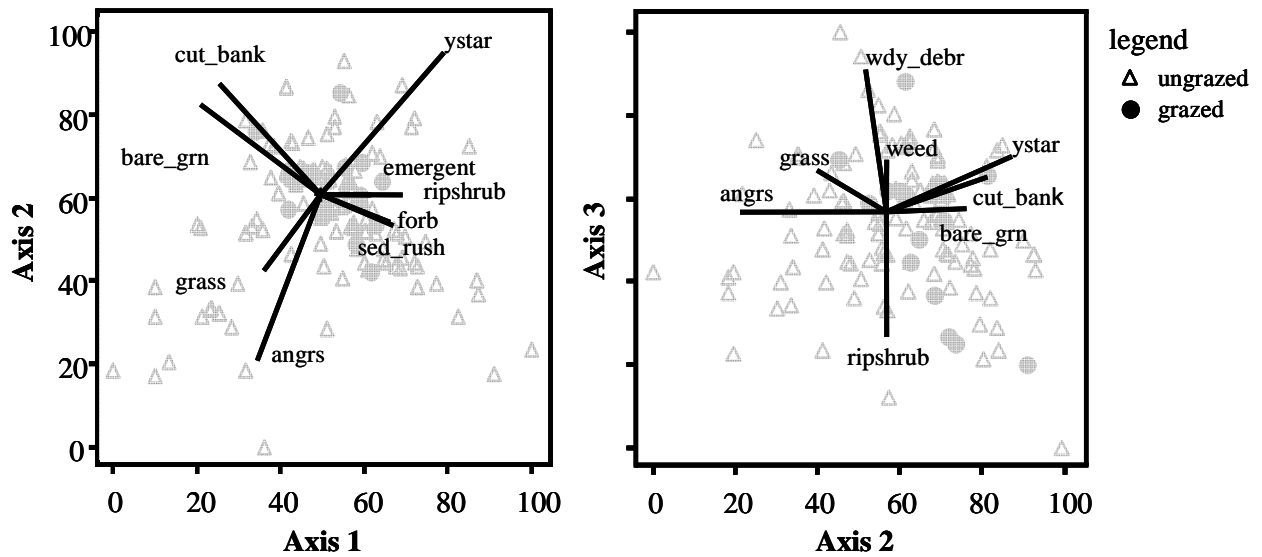 100
80
60
40
20
0
Axis 2
cut_bank
ystar
bare_grn
emergent
ripshrub
forb
sed_rush
grass
angrs
0 20 40 60 80 100
Axis 1
Axis 3
wdy_debr
weed
ystar
grass
angrs
cut_bank
bare_grn
ripshrub
0 20 40 60 80 100
Axis 2
legend
ungrazed
grazed